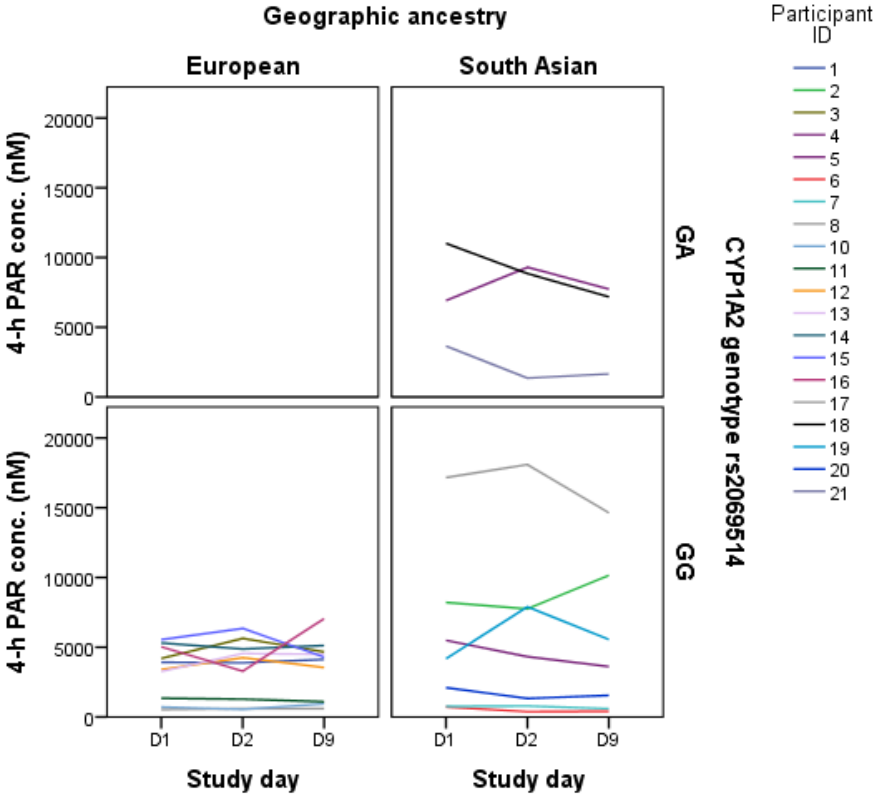 Geographic ancestry
European
South Asian
4-h PAR conc. (nM)
20000
15000
10000
5000
0
GA
4-h PAR conc. (nM)
20000
15000
10000
5000
0
GG
CYP1A2 genotype rs2069514
D1
D2
D9
D1
D2
D9
Study day
Study day
Participant
ID
1
2
3
4
5
6
7
8
10
11
12
13
14
15
16
17
18
19
20
21